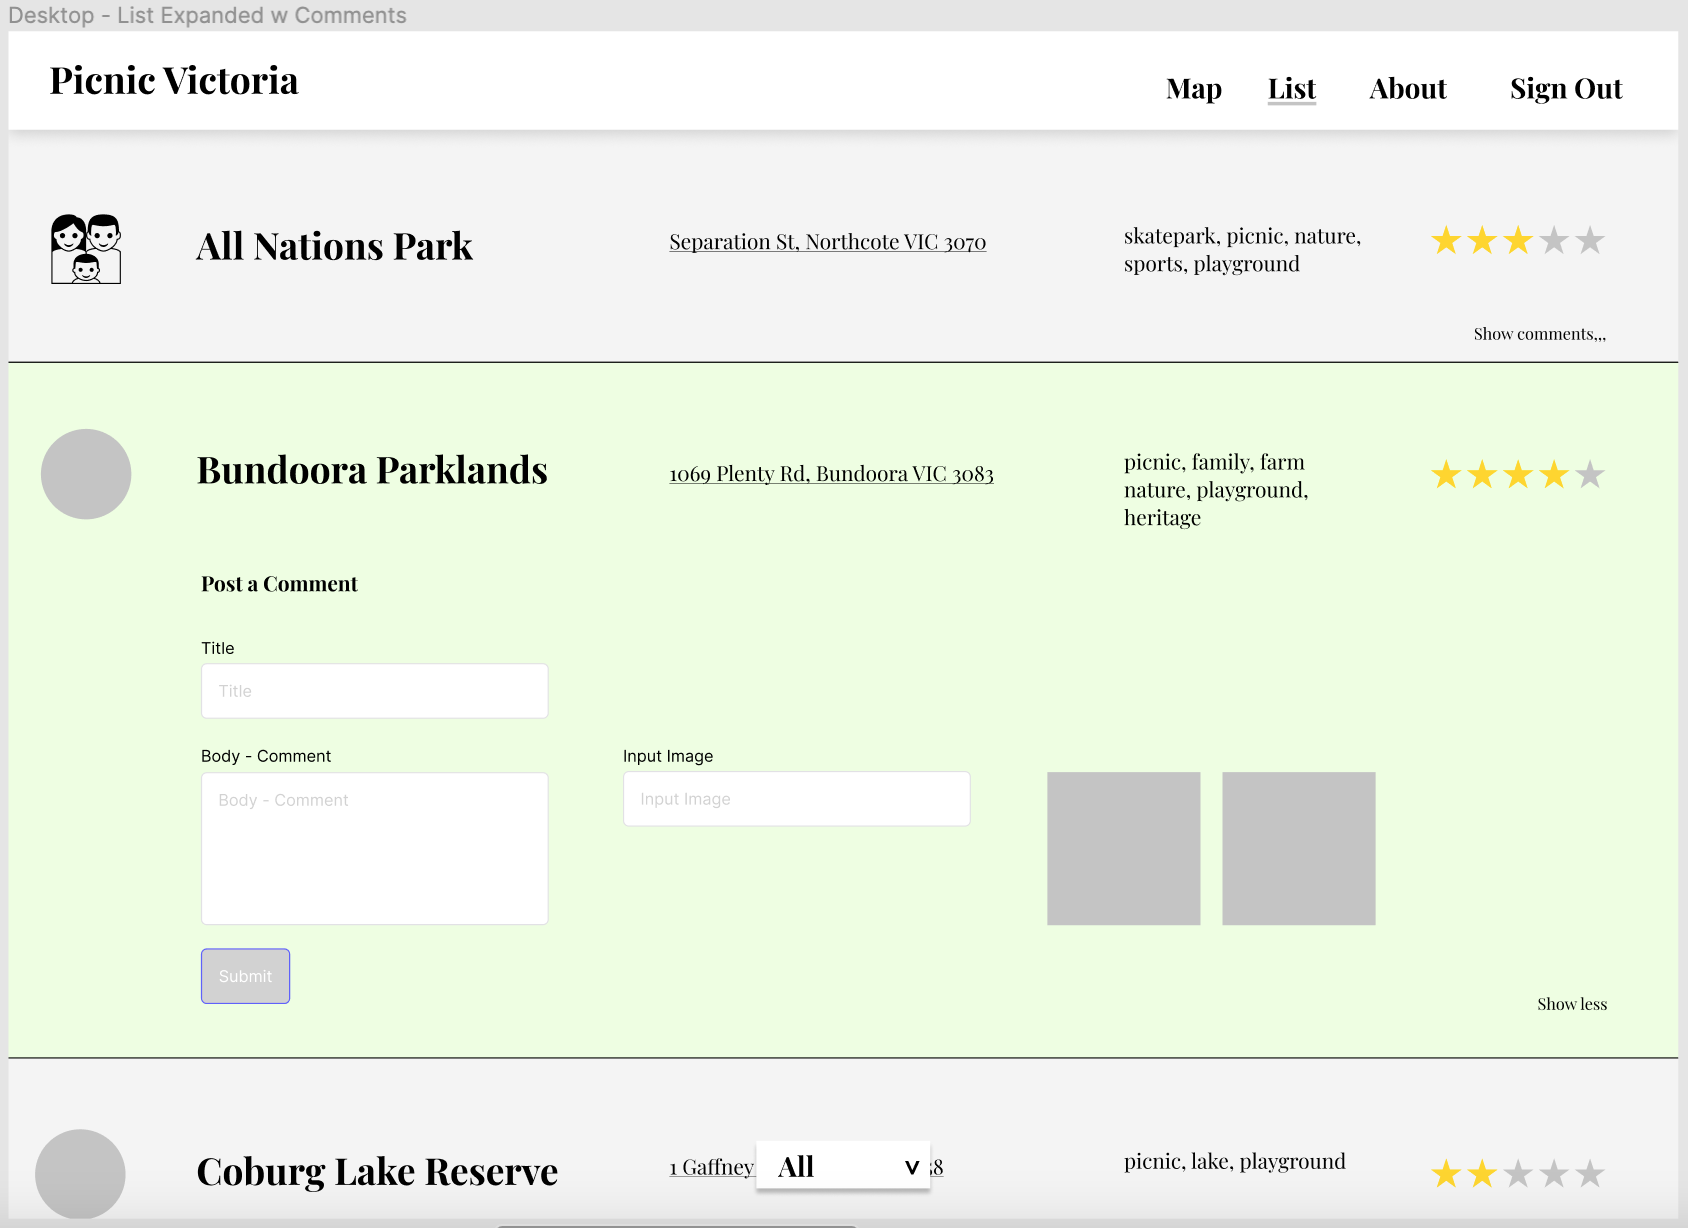 Desktop - List Expanded w Comments
Picnic Victoria
Map
List
About
Sign Out
All Nations Park
Separation St, Northcote VIC 3070
skatepark, picnic, nature,
sports, playground
Show comments,,,
Bundoora Parklands
1069 Plenty Rd, Bundoora VIC 3083
picnic, family, farm
nature, playground,
heritage
Post a Comment
Title
Title
Body - Comment
Input Image
Body - Comment
Input Image
Submit
Show less
Coburg Lake Reserve
1 Gaffney
All
v
picnic, lake, playground